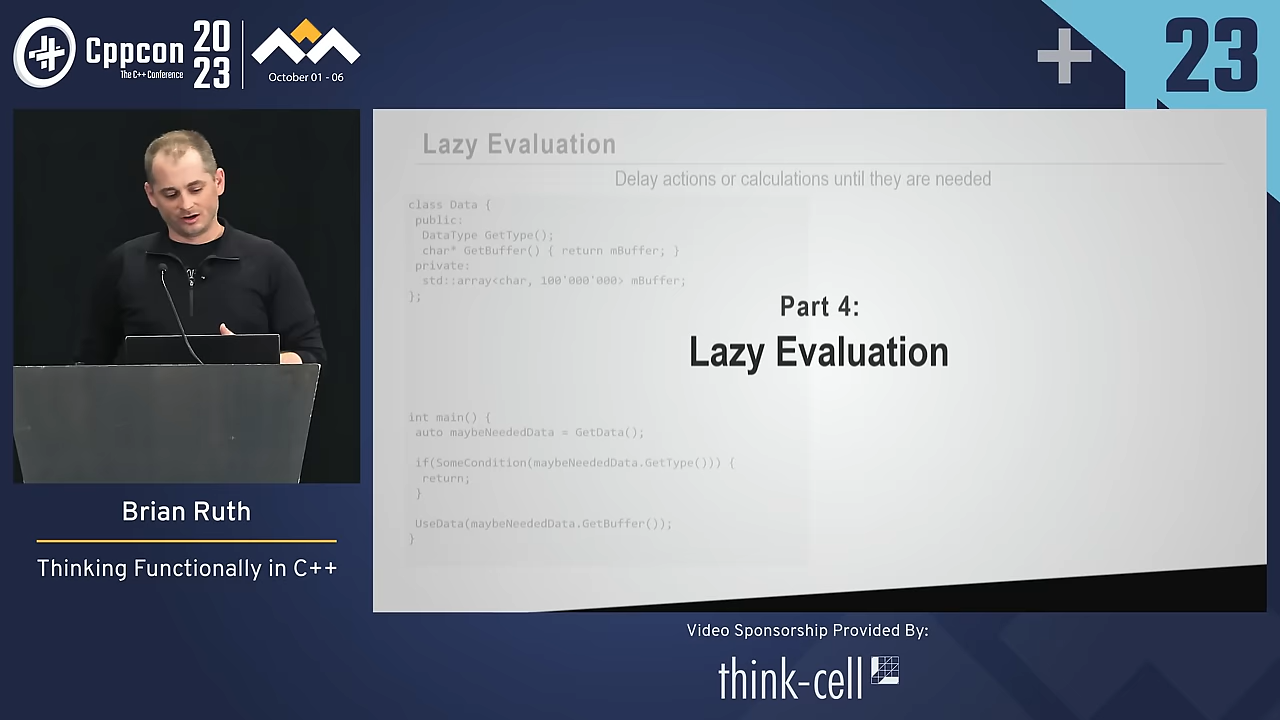 Cppcon
The C++ Conference
20
23
October 01 - 06
23
Lazy Evaluation
Delay actions or calculations until they are needed
class Data {
public:
DataType GetType();
char* GetBuffer() { return mBuffer; }
private:
std::array<char, 100'000'000> mBuffer;
};
Part 4:
Lazy Evaluation
int main() {
auto maybeNeededData = GetData();
if(SomeCondition(maybeNeededData.GetType())) {
return;
}
UseData(maybeNeededData.GetBuffer());
}
Brian Ruth
Thinking Functionally in C++
Video Sponsorship Provided By:
think-cell